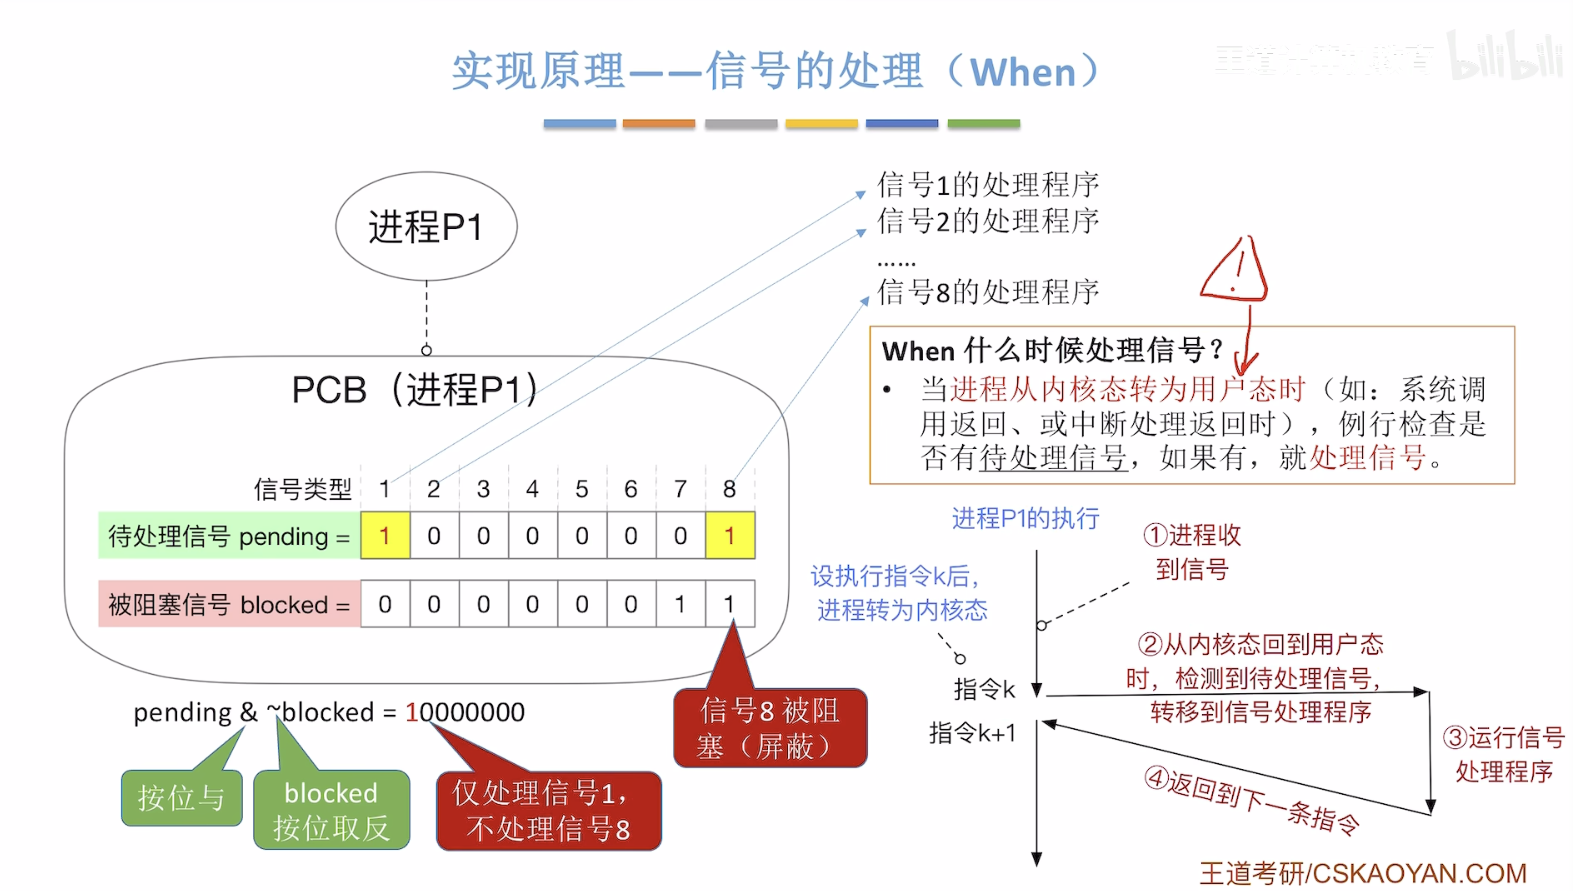 实现原理——信号的处理（When）
bilibili
进程P1
PCB（进程P1）
信号类型 1 2 3 4 5 6 7 8
待处理信号 pending = 1 0 0 0 0 0 0 1
被阻塞信号 blocked = 0 0 0 0 0 0 1 1
pending & ~blocked = 10000000
按位与
blocked
按位取反
仅处理信号1，
不处理信号8
信号8 被阻
塞（屏蔽）
信号1的处理程序
信号2的处理程序
……
信号8的处理程序
!
When 什么时候处理信号？
• 当进程从内核态转为用户态时（如：系统调
用返回、或中断处理返回时），例行检查是
否有待处理信号，如果有，就处理信号。
进程P1的执行
①进程收
到信号
设执行指令k后，
进程转为内核态
②从内核态回到用户态
时，检测到待处理信号，
转移到信号处理程序
指令k
指令k+1
③运行信号
处理程序
④返回到下一条指令
王道考研/CSKAOYAN.COM